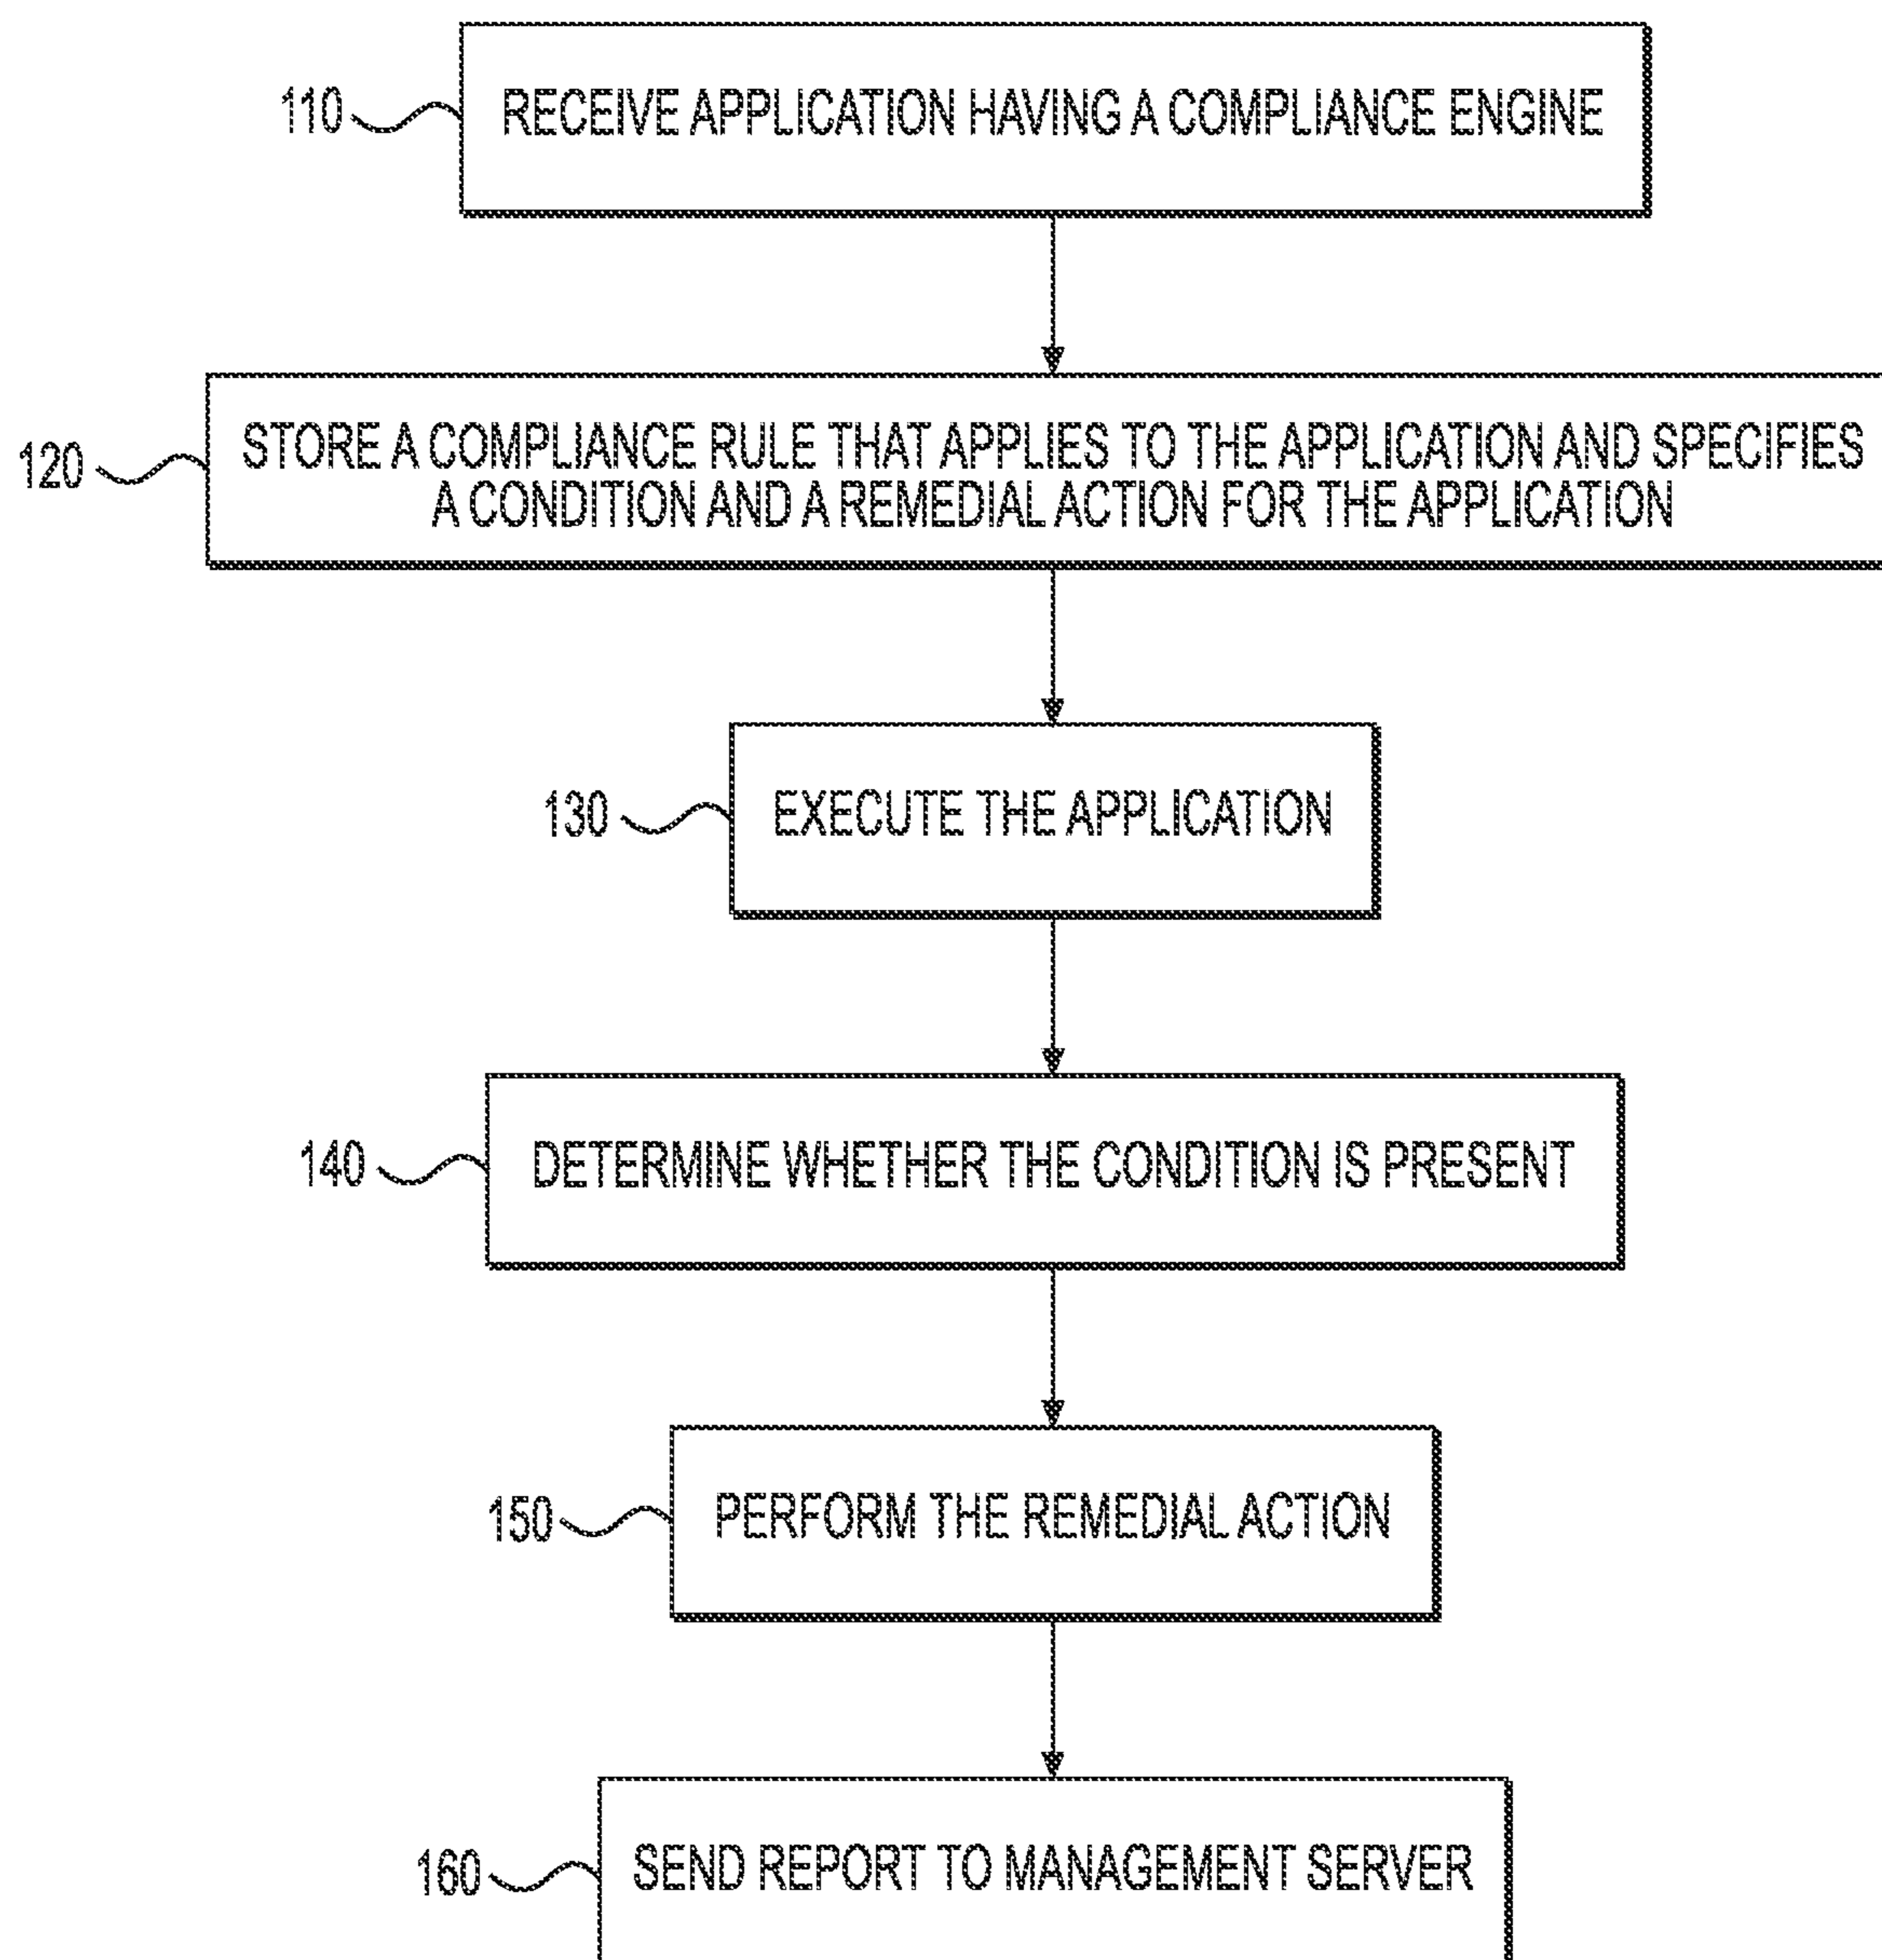 110
RECEIVE APPLICATION HAVING A COMPLIANCE ENGINE
120
STORE A COMPLIANCE RULE THAT APPLIES TO THE APPLICATION AND SPECIFIES
A CONDITION AND A REMEDIAL ACTION FOR THE APPLICATION
130
EXECUTE THE APPLICATION
140
DETERMINE WHETHER THE CONDITION IS PRESENT
150
PERFORM THE REMEDIAL ACTION
160
SEND REPORT TO MANAGEMENT SERVER